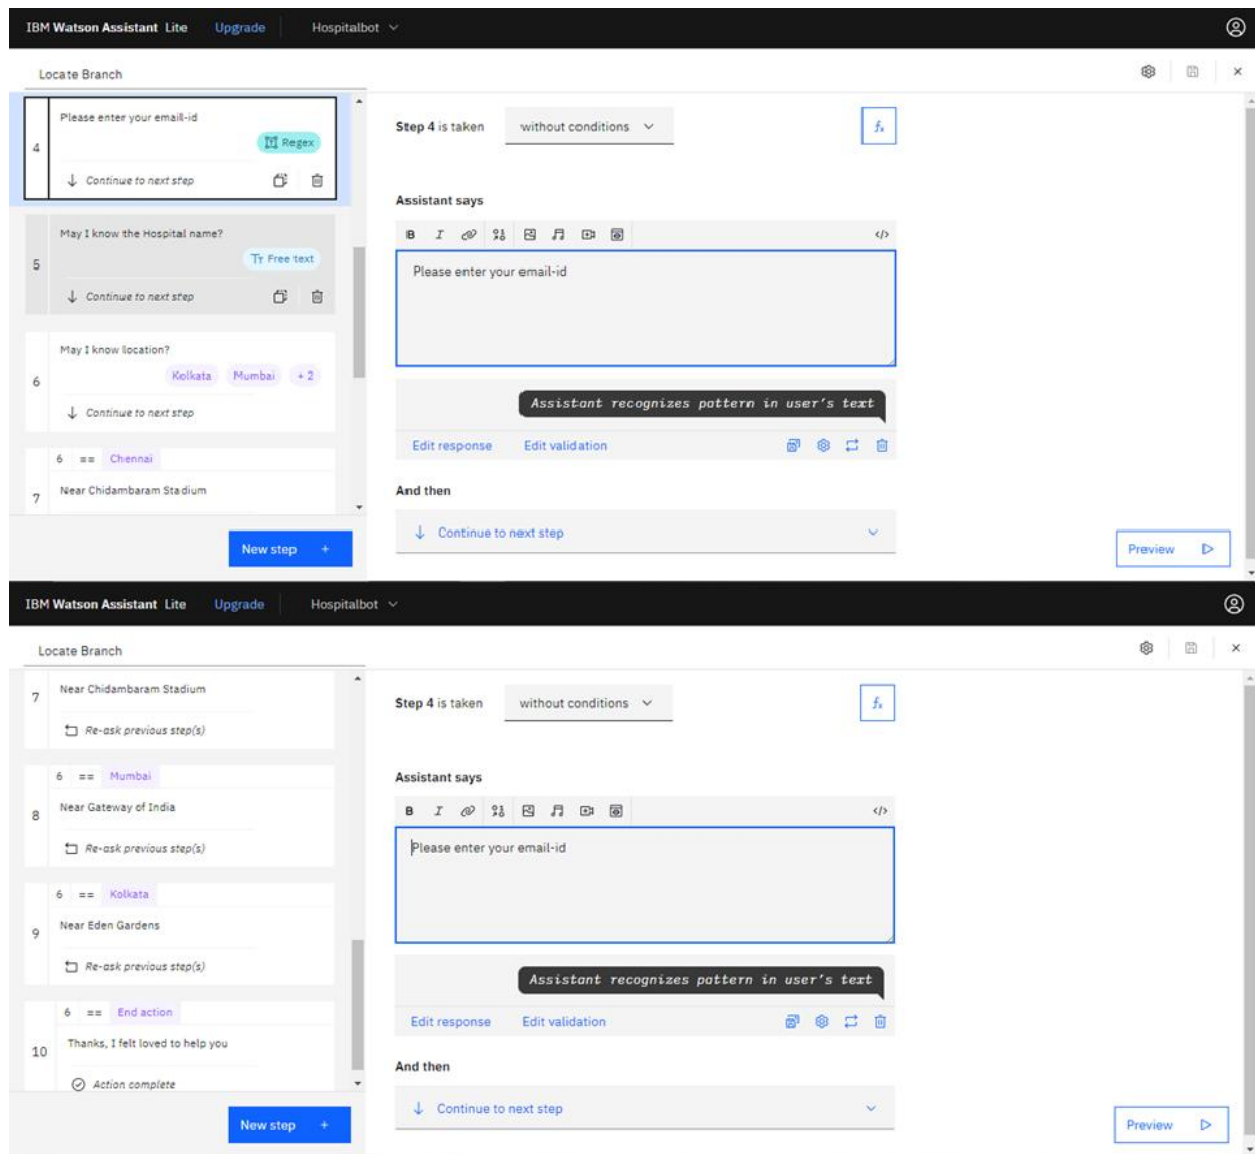 IBM Watson Assistant Lite Upgrade Hospitalbot
Locate Branch
4
Please enter your email-id
Regex
Continue to next step
5
May I know the Hospital name?
Tт Free text
Continue to next step
6
May I know location?
Kolkata Mumbai + 2
Continue to next step
6 == Chennai
7
Near Chidambaram Stadium
New step +
Step 4 is taken without conditions
fx
Assistant says
B I </>
Please enter your email-id
Assistant recognizes pattern in user's text
Edit response Edit validation
And then
Continue to next step
Preview
IBM Watson Assistant Lite Upgrade Hospitalbot
Locate Branch
7
Near Chidambaram Stadium
Re-ask previous step(s)
6 == Mumbai
8
Near Gateway of India
Re-ask previous step(s)
6 == Kolkata
9
Near Eden Gardens
Re-ask previous step(s)
6 == End action
10
Thanks, I felt loved to help you
Action complete
New step +
Step 4 is taken without conditions
fx
Assistant says
B I </>
Please enter your email-id
Assistant recognizes pattern in user's text
Edit response Edit validation
And then
Continue to next step
Preview